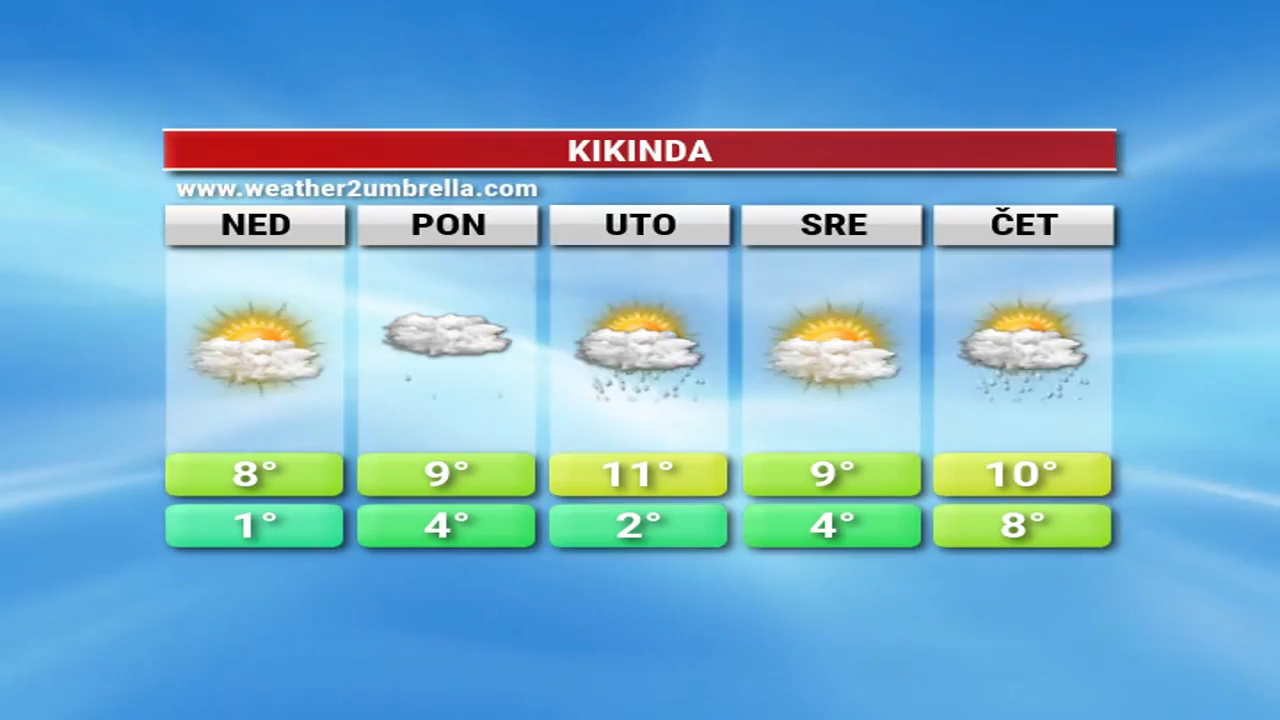 KIKINDA
www.weather2umbrella.com
NED PON UTO SRE ČET
8° 9° 11° 9° 10°
1° 4° 2° 4° 8°